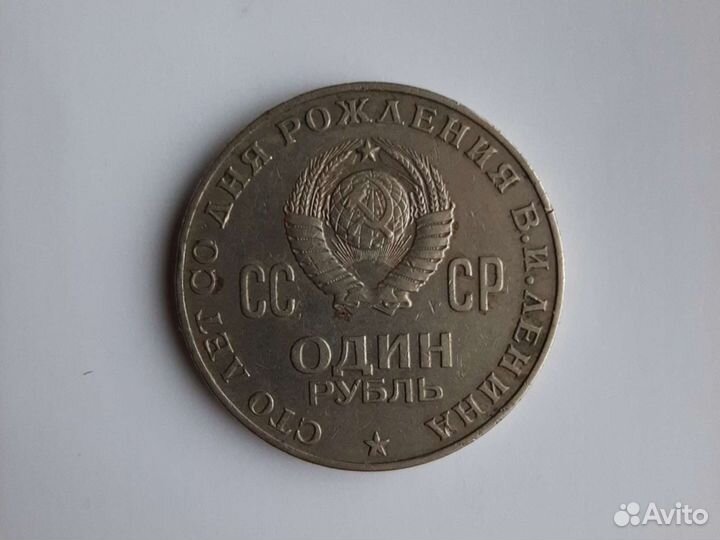 СТО ЛЕТ СО ДНЯ РОЖДЕНИЯ В.И.ЛЕНИНА
СС СР
ОДИН
РУБЛЬ
Avito